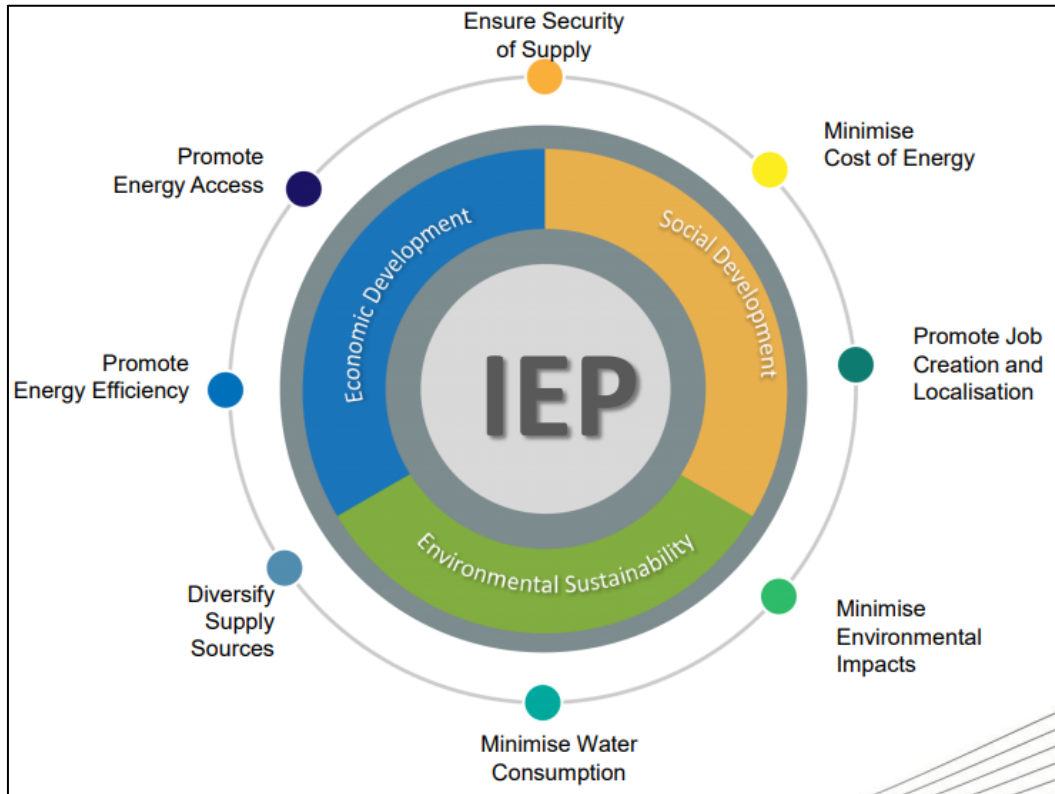 Ensure Security
of Supply
Minimise
Cost of Energy
Promote Job
Creation and
Localisation
Minimise
Environmental
Impacts
Minimise Water
Consumption
Diversify
Supply
Sources
Promote
Energy Efficiency
Promote
Energy Access
Economic Development
Social Development
Environmental Sustainability
IEP